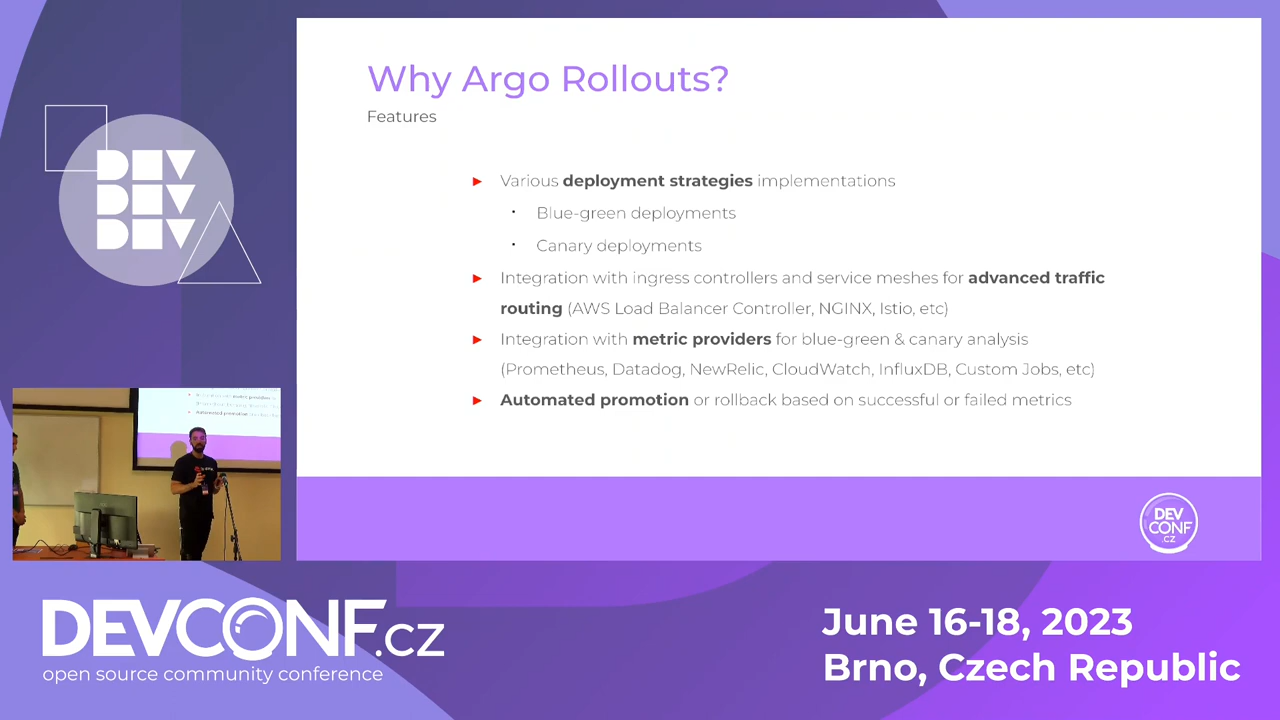 Why Argo Rollouts?
Features
► Various deployment strategies implementations
· Blue-green deployments
· Canary deployments
► Integration with ingress controllers and service meshes for advanced traffic
routing (AWS Load Balancer Controller, NGINX, Istio, etc)
► Integration with metric providers for blue-green & canary analysis
(Prometheus, Datadog, NewRelic, CloudWatch, InfluxDB, Custom Jobs, etc)
► Automated promotion or rollback based on successful or failed metrics
DEV
DEV
DEV
DEV
CONF
.CZ
DEVCONF.cz
open source community conference
June 16-18, 2023
Brno, Czech Republic